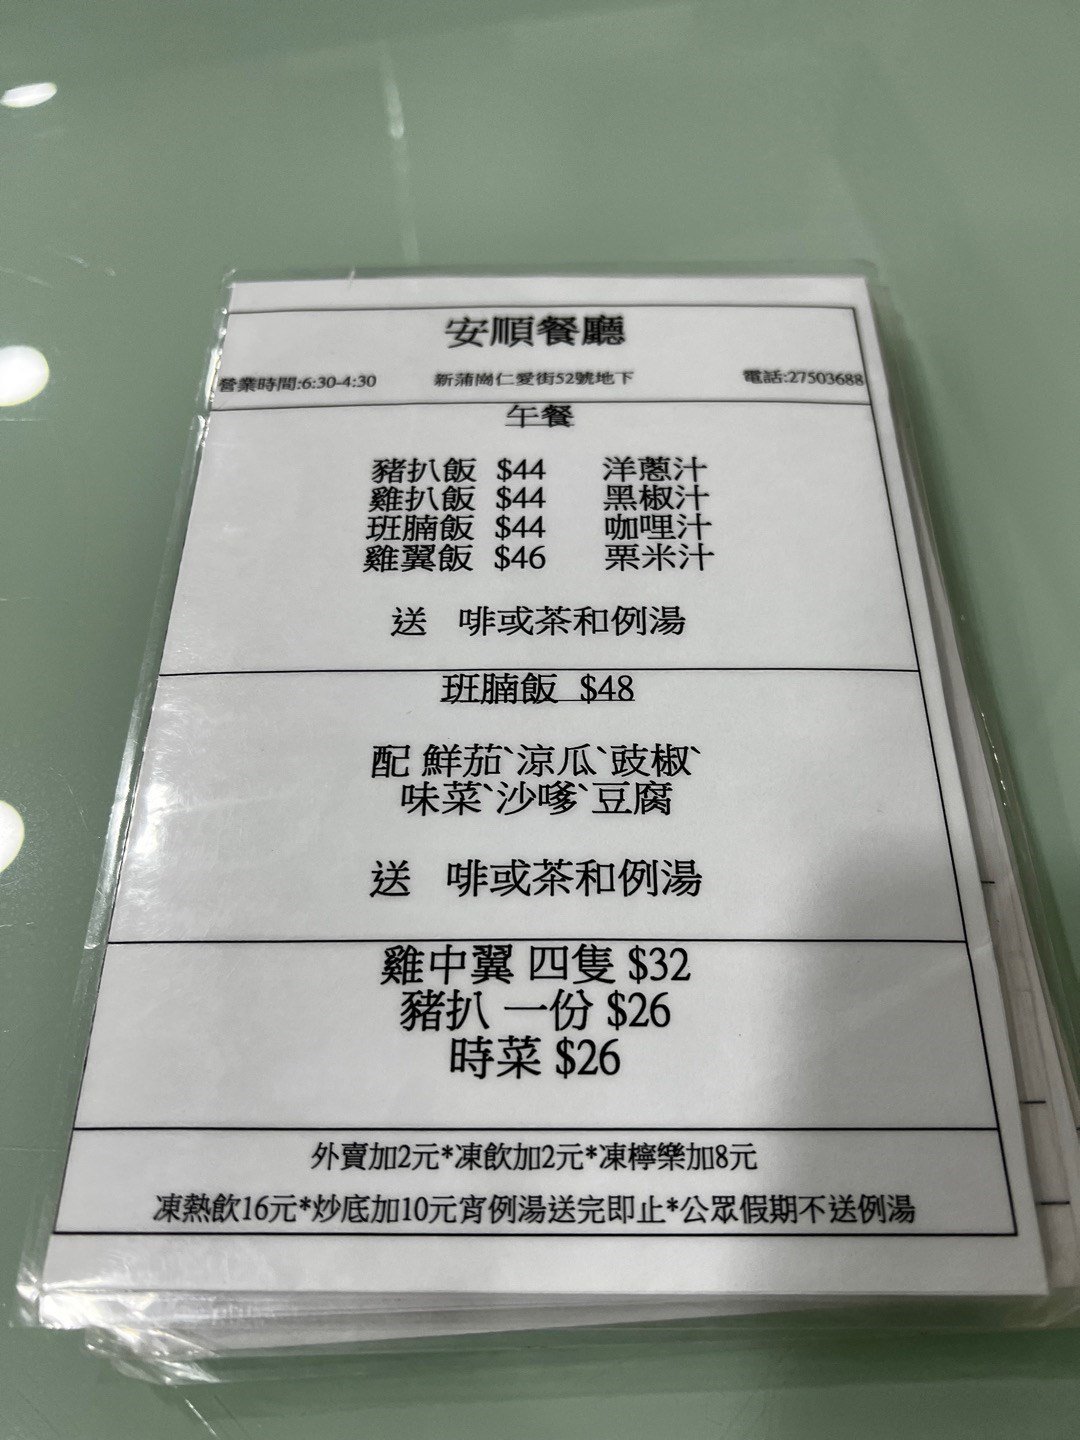 安順餐廳
營業時間:6:30-4:30 新蒲崗仁愛街52號地下 電話:27503688
午餐
豬扒飯 $44 洋蔥汁
雞扒飯 $44 黑椒汁
班腩飯 $44 咖哩汁
雞翼飯 $46 栗米汁
送 啡或茶和例湯
班腩飯 $48
配 鮮茄`涼瓜`豉椒`
味菜`沙嗲`豆腐
送 啡或茶和例湯
雞中翼 四隻 $32
豬扒 一份 $26
時菜 $26
外賣加2元*凍飲加2元*凍檸樂加8元
凍熱飲16元*炒底加10元宵例湯送完即止*公眾假期不送例湯